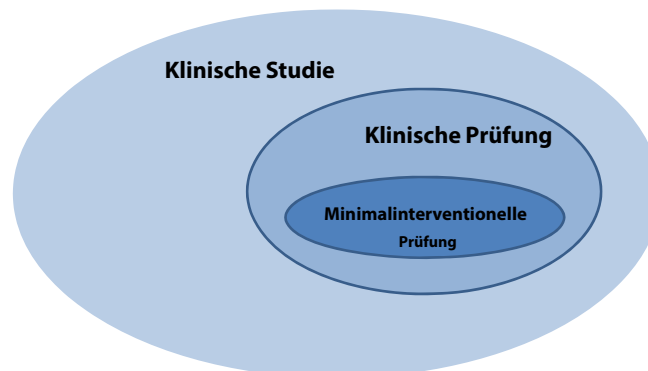 Klinische Studie
Klinische Prüfung
Minimalinterventionelle
Prüfung